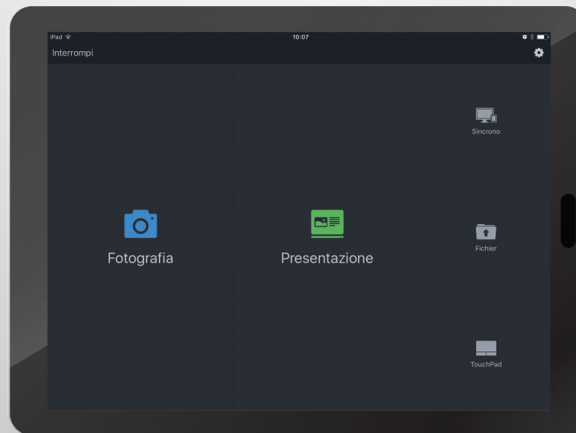 iPad
10:07
Interrompi
Fotografia
Presentazione
Sincrono
Fichier
TouchPad